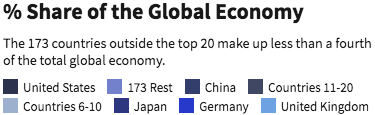 % Share of the Global Economy
The 173 countries outside the top 20 make up less than a fourth
of the total global economy.
United States 173 Rest China Countries 11-20
Countries 6-10 Japan Germany United Kingdom